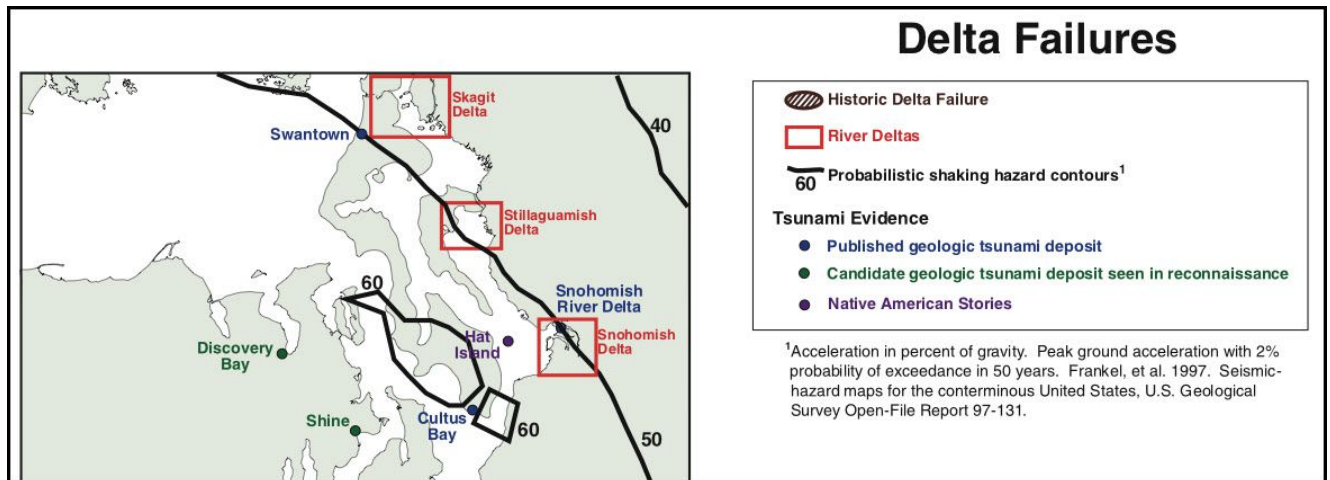 Delta Failures
Skagit
Delta
40
Swantown
Stillaguamish
Delta
60
Snohomish
River Delta
Hat
Island
Snohomish
Delta
Discovery
Bay
Shine
Cultus
Bay
60
50
Historic Delta Failure
River Deltas
60
Probabilistic shaking hazard contours1
Tsunami Evidence
Published geologic tsunami deposit
Candidate geologic tsunami deposit seen in reconnaissance
Native American Stories
1Acceleration in percent of gravity. Peak ground acceleration with 2%
probability of exceedance in 50 years. Frankel, et al. 1997. Seismic-
hazard maps for the conterminous United States, U.S. Geological
Survey Open-File Report 97-131.